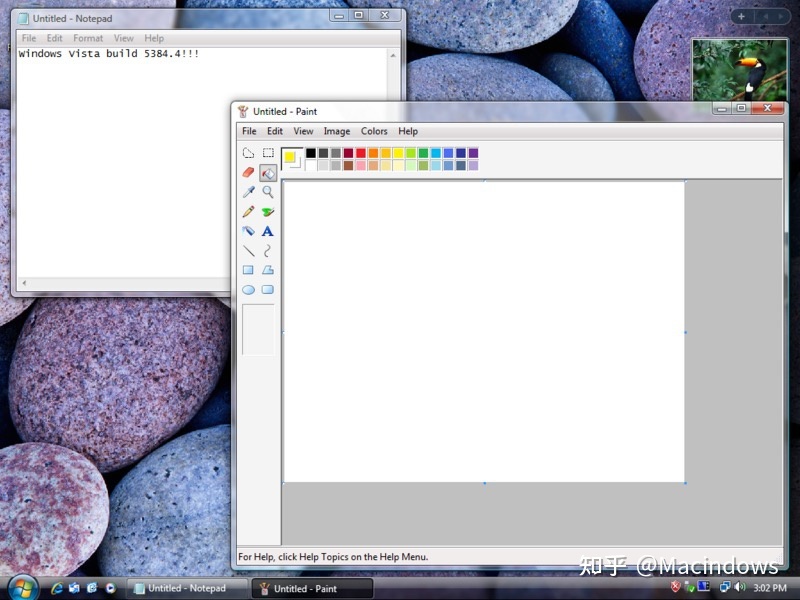 Untitled - Notepad
File Edit Format View Help
Windows Vista build 5384.4!!!
Untitled - Paint
File Edit View Image Colors Help
A
For Help, click Help Topics on the Help Menu.
知乎 @Macindows
Untitled - Notepad
Untitled - Paint
3:02 PM